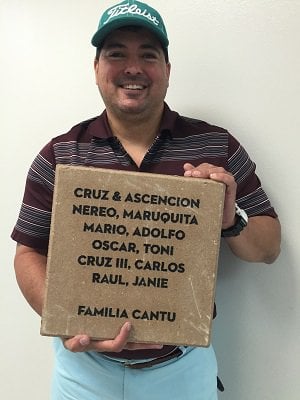 Titleist
CRUZ & ASCENCION
NEREO, MARUQUITA
MARIO, ADOLFO
OSCAR, TONI
CRUZ III, CARLOS
RAUL, JANIE
FAMILIA CANTU